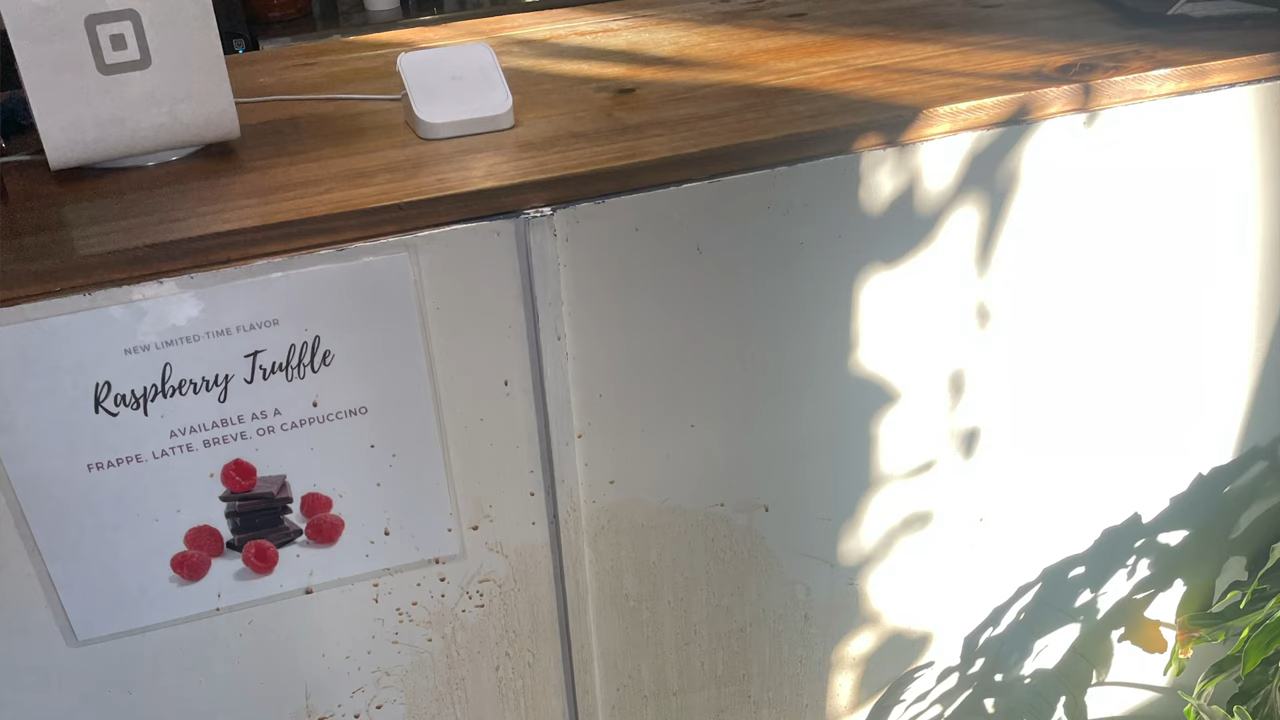 NEW LIMITED-TIME FLAVOR
Raspberry Truffle
AVAILABLE AS A
FRAPPE, LATTE, BREVE, OR CAPPUCCINO